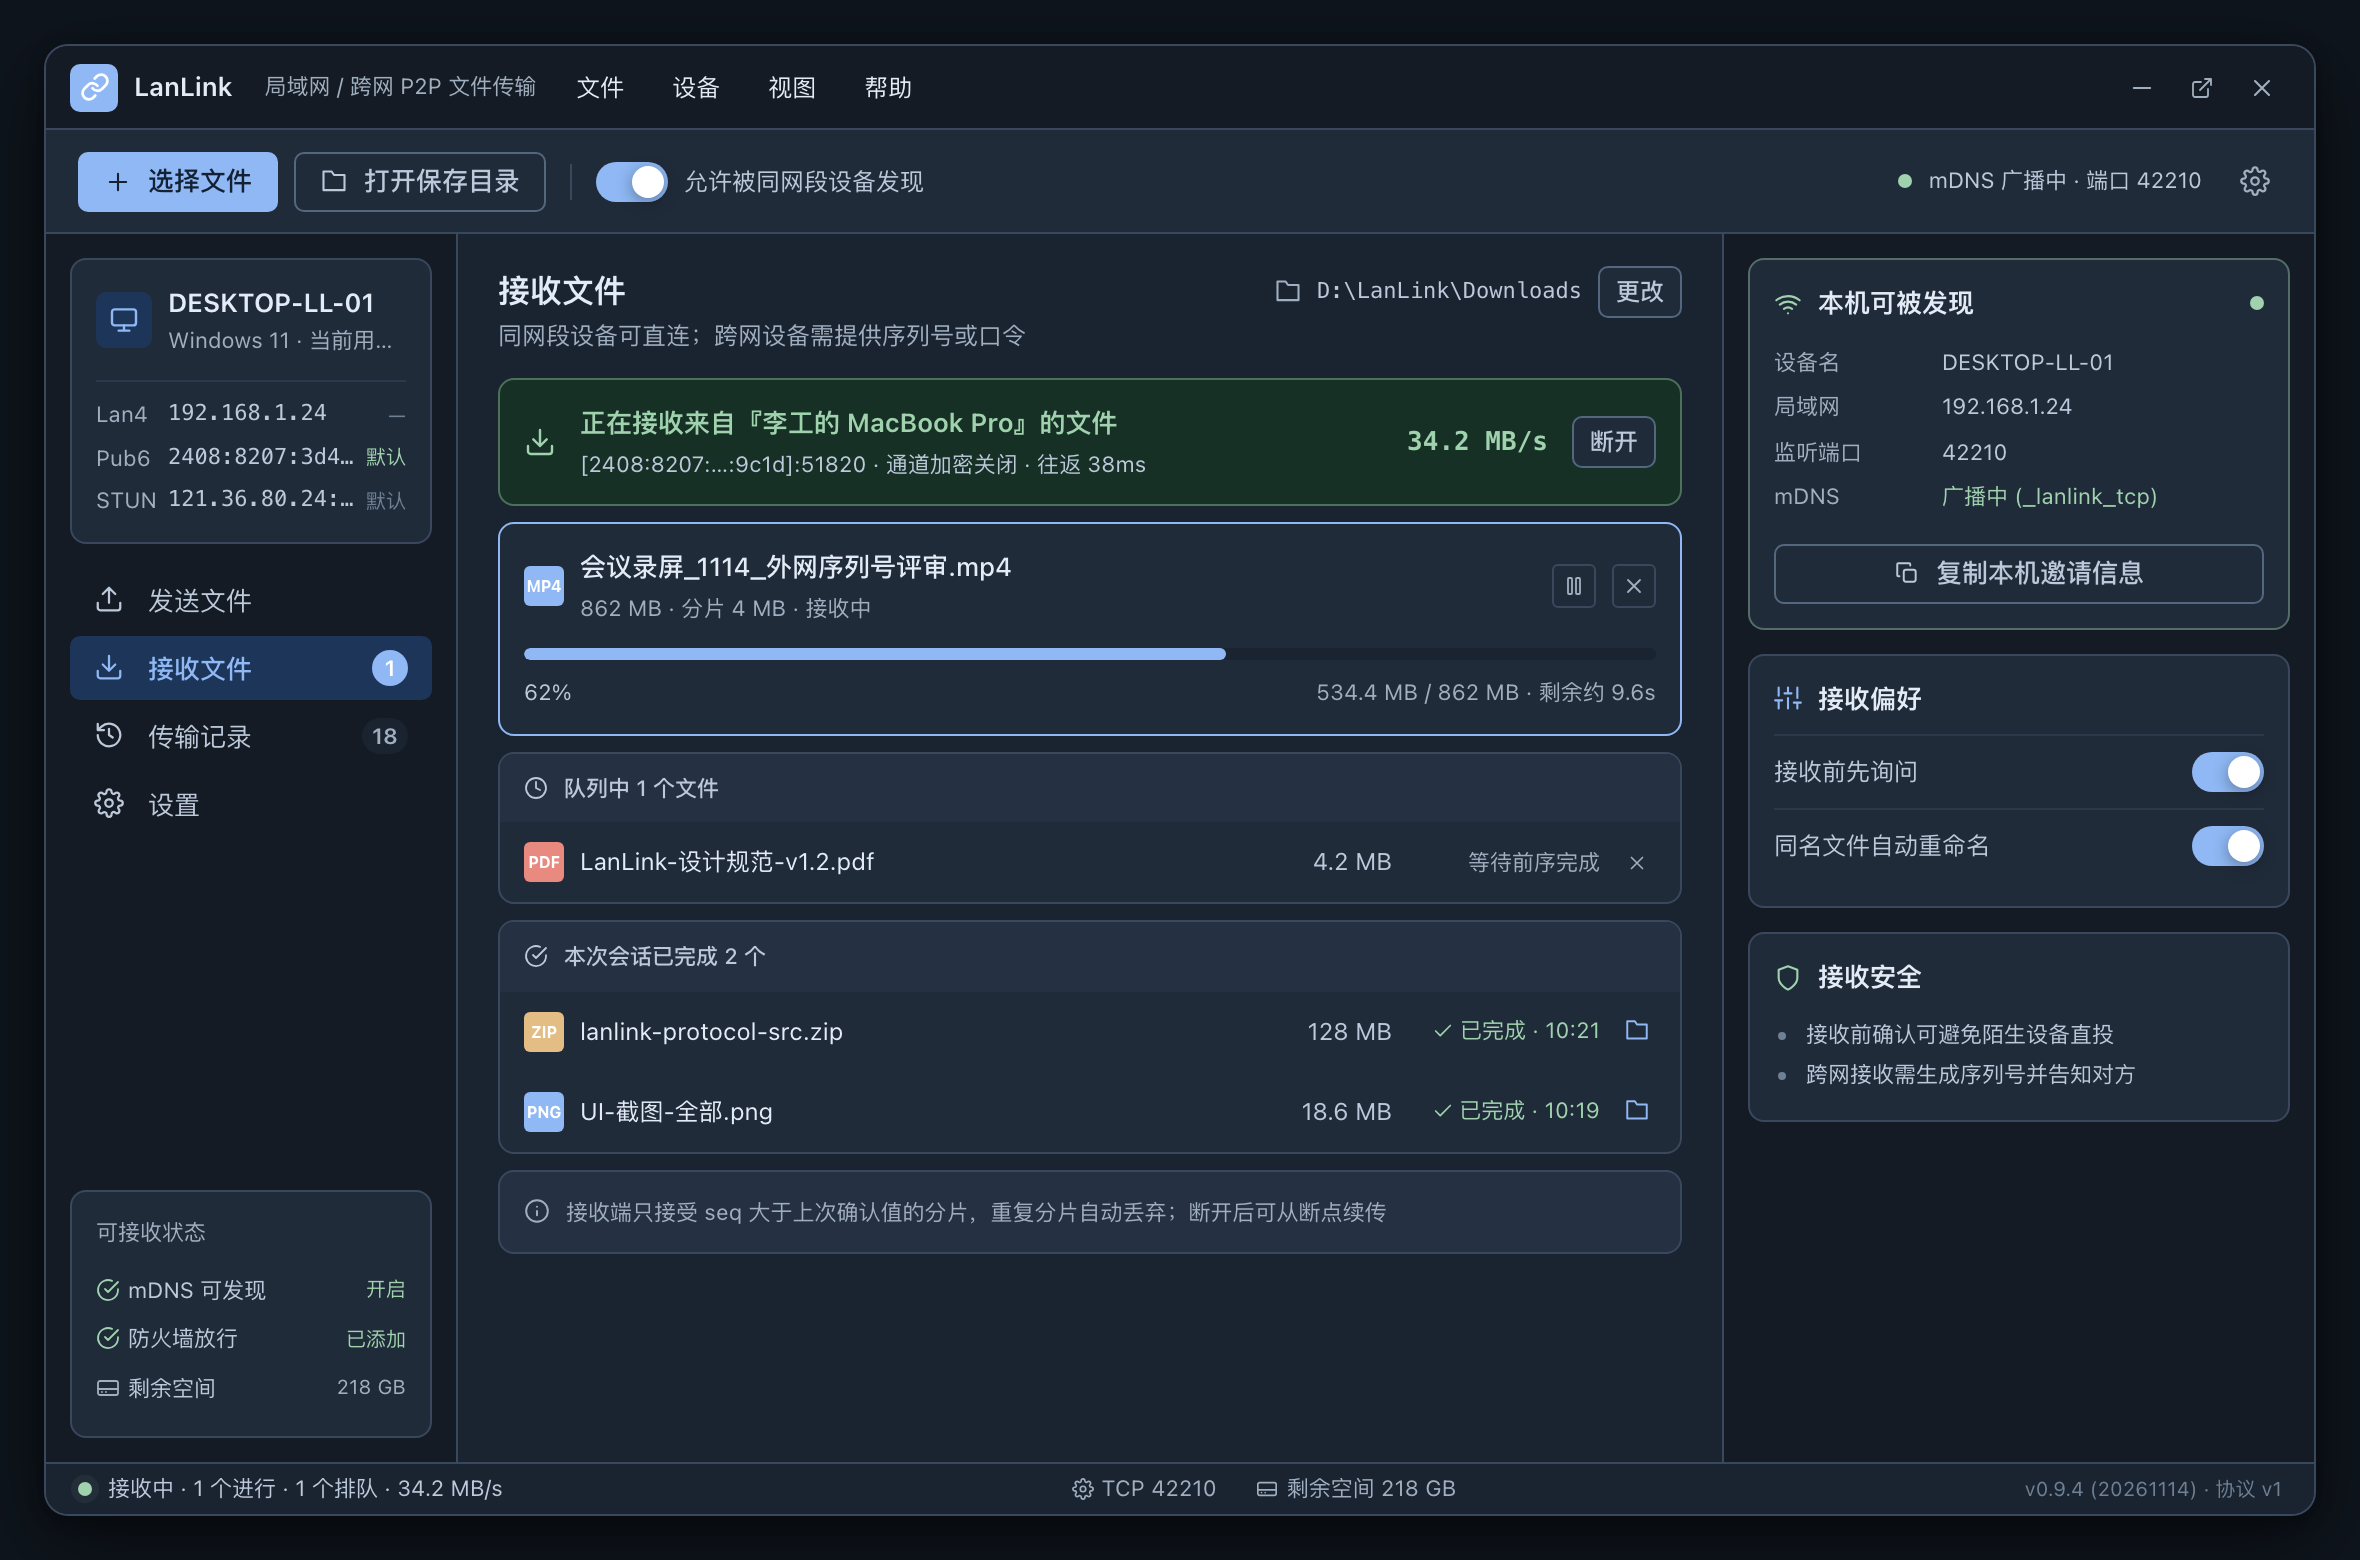 LanLink 局域网 / 跨网 P2P 文件传输 文件 设备 视图 帮助
选择文件 打开保存目录 允许被同网段设备发现 mDNS 广播中 · 端口 42210
DESKTOP-LL-01
Windows 11 · 当前用…
Lan4 192.168.1.24 —
Pub6 2408:8207:3d4… 默认
STUN 121.36.80.24:… 默认
发送文件
接收文件 1
传输记录 18
设置
可接收状态
mDNS 可发现 开启
防火墙放行 已添加
剩余空间 218 GB
接收文件
同网段设备可直连；跨网设备需提供序列号或口令
D:\LanLink\Downloads 更改
正在接收来自『李工的 MacBook Pro』的文件
[2408:8207:…:9c1d]:51820 · 通道加密关闭 · 往返 38ms
34.2 MB/s 断开
MP4 会议录屏_1114_外网序列号评审.mp4
862 MB · 分片 4 MB · 接收中
62% 534.4 MB / 862 MB · 剩余约 9.6s
队列中 1 个文件
PDF LanLink-设计规范-v1.2.pdf 4.2 MB 等待前序完成
本次会话已完成 2 个
ZIP lanlink-protocol-src.zip 128 MB 已完成 · 10:21
PNG UI-截图-全部.png 18.6 MB 已完成 · 10:19
接收端只接受 seq 大于上次确认值的分片，重复分片自动丢弃；断开后可从断点续传
本机可被发现
设备名 DESKTOP-LL-01
局域网 192.168.1.24
监听端口 42210
mDNS 广播中 (_lanlink_tcp)
复制本机邀请信息
接收偏好
接收前先询问
同名文件自动重命名
接收安全
接收前确认可避免陌生设备直投
跨网接收需生成序列号并告知对方
接收中 · 1 个进行 · 1 个排队 · 34.2 MB/s TCP 42210 剩余空间 218 GB v0.9.4 (20261114) · 协议 v1